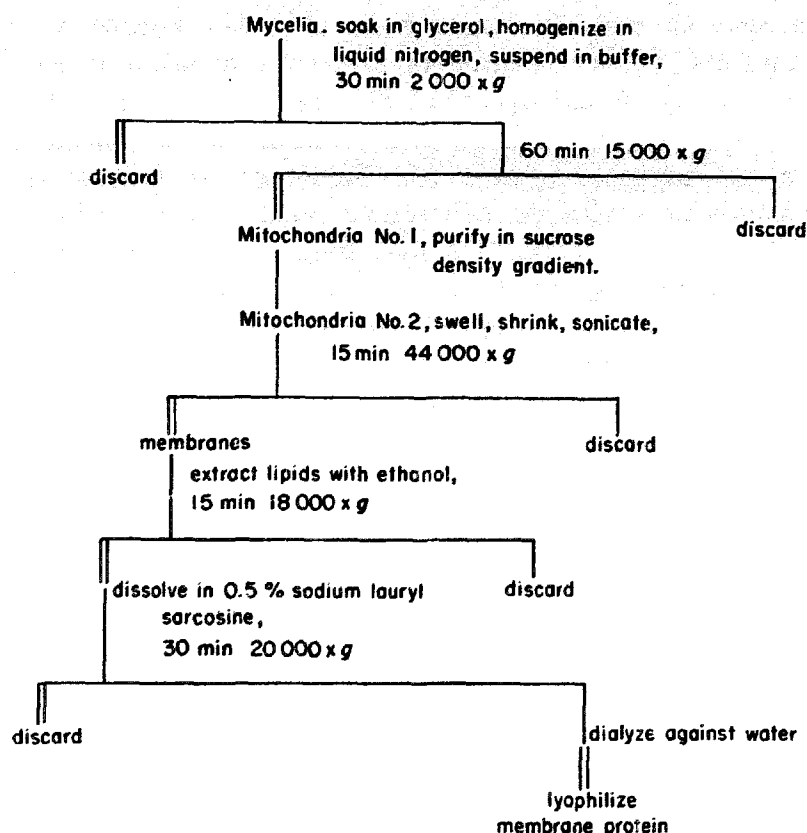 Mycelia. soak in glycerol, homogenize in
liquid nitrogen, suspend in buffer,
30 min 2 000 x g
60 min 15 000 x g
discard
discard
Mitochondria No. 1, purify in sucrose
density gradient.
Mitochondria No. 2, swell, shrink, sonicate,
15 min 44 000 x g
membranes
discard
extract lipids with ethanol,
15 min 18 000 x g
dissolve in 0.5 % sodium lauryl
discard
sarcosine,
30 min 20 000 x g
discard
dialyze against water
lyophilize
membrane protein